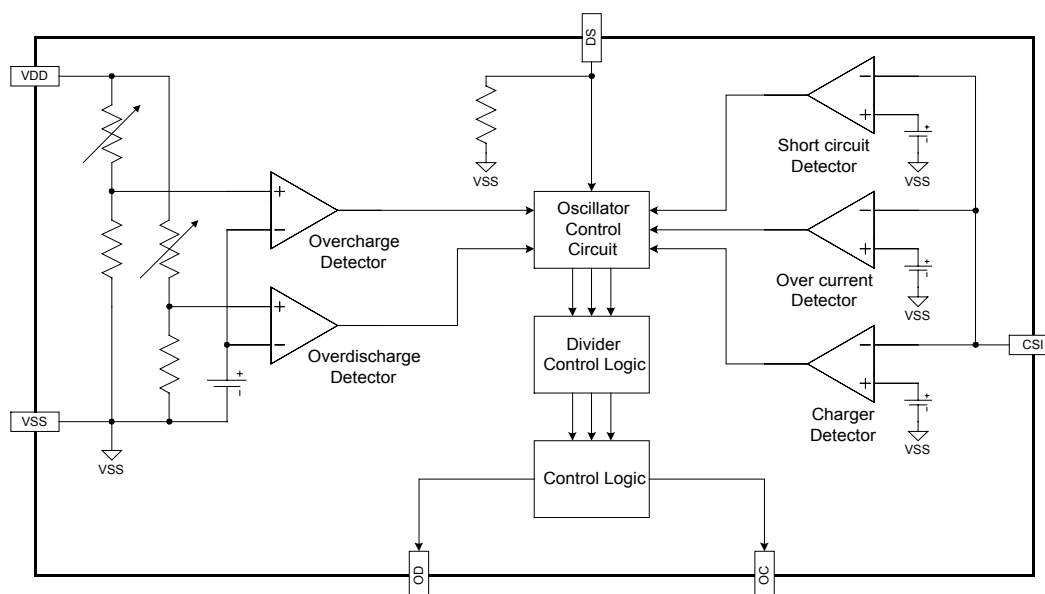 DS
VDD
VSS
Short circuit
Detector
VSS
Oscillator
Control
Circuit
Overcharge
Detector
Over current
Detector
VSS
Overdischarge
Detector
Divider
Control Logic
CSI
VSS
VSS
Charger
Detector
VSS
Control Logic
OD
OC